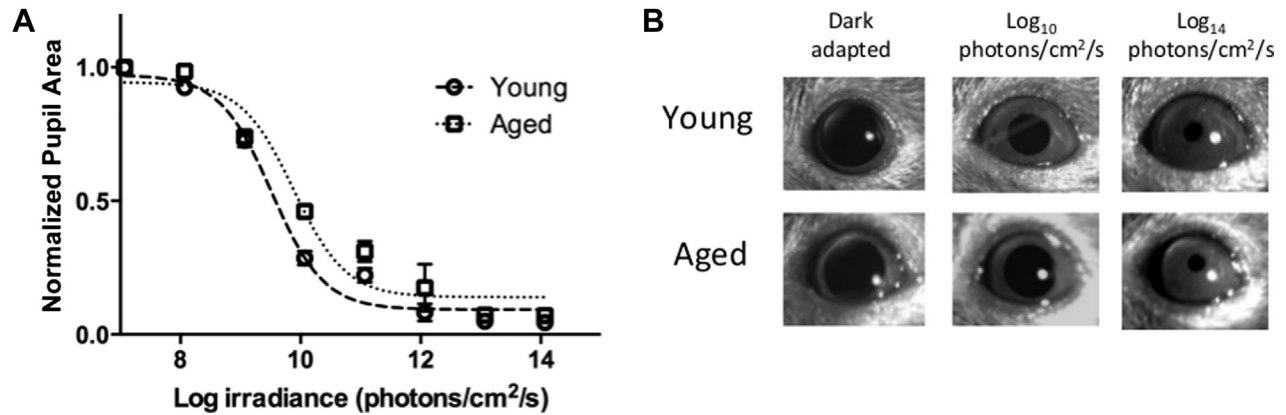 A
Normalized Pupil Area
1.0
0.5
0.0
8
10
12
14
Log irradiance (photons/cm²/s)
Young
Aged
B
Dark
adapted
Log₁₀
photons/cm²/s
Log₁₄
photons/cm²/s
Young
Aged